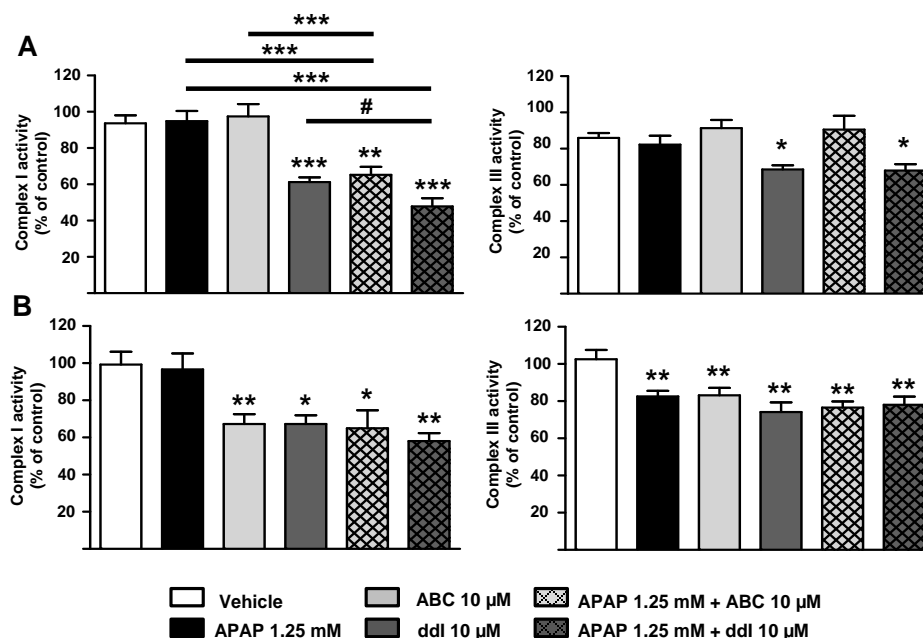 A
***
***
***
#
Complex I activity
(% of control)
120
100
80
60
40
20
***
**
***
Complex III activity
(% of control)
120
100
80
60
40
20
*
*
B
Complex I activity
(% of control)
120
100
80
60
40
20
**
*
*
**
Complex III activity
(% of control)
120
100
80
60
40
20
**
**
**
**
**
Vehicle
ABC 10 µM
APAP 1.25 mM + ABC 10 µM
APAP 1.25 mM
ddI 10 µM
APAP 1.25 mM + ddI 10 µM